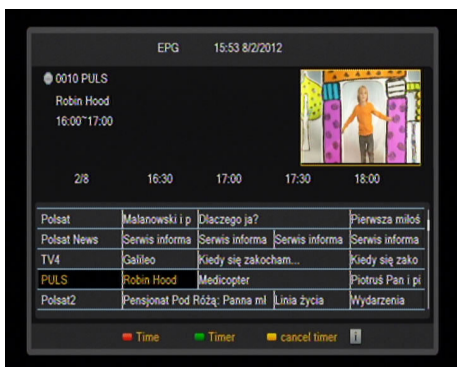 EPG 15:53 8/2/2012
0010 PULS
Robin Hood
16:00~17:00
2/8 16:30 17:00 17:30 18:00
Polsat Malanowski i p Dlaczego ja? Pierwsza miłoś
Polsat News Serwis informa Serwis informa Serwis informa Serwis informa
TV4 Galileo Kiedy się zakocham... Kiedy się zako
PULS Robin Hood Medicopter Piotruś Pan i pi
Polsat2 Pensjonat Pod Różą: Panna mł Linia życia Wydarzenia
Time Timer cancel timer i